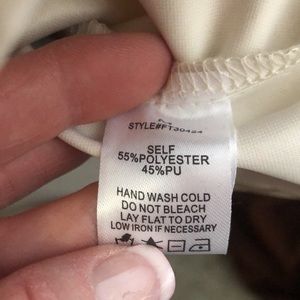 STYLE#FT30424
SELF
55%POLYESTER
45%PU
HAND WASH COLD
DO NOT BLEACH
LAY FLAT TO DRY
LOW IRON IF NECESSARY